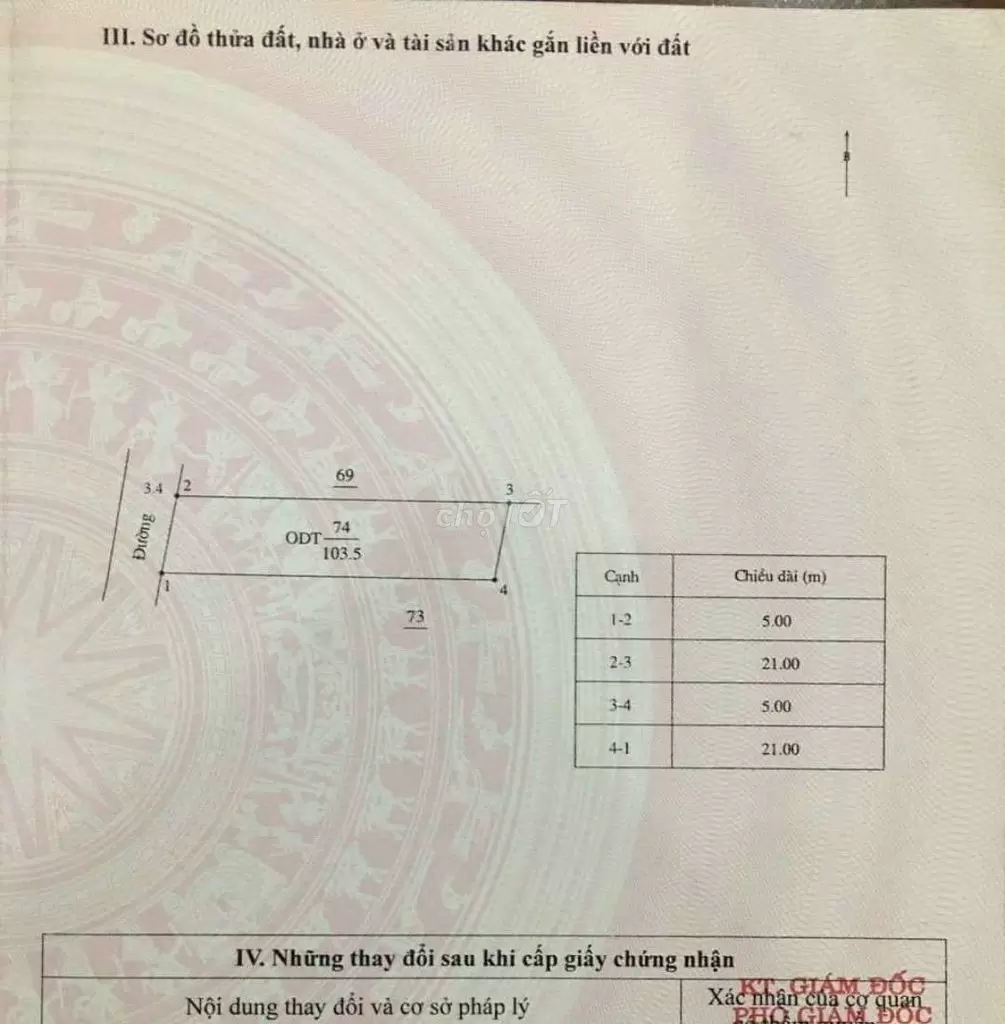 III. Sơ đồ thửa đất, nhà ở và tài sản khác gắn liền với đất
B
69
3.4
2
3
chợTỐT
ODT 74
103.5
Đường
1
4
73
Cạnh Chiều dài (m)
1-2 5.00
2-3 21.00
3-4 5.00
4-1 21.00
IV. Những thay đổi sau khi cấp giấy chứng nhận
KT. GIÁM ĐỐC
Nội dung thay đổi và cơ sở pháp lý
Xác nhận của cơ quan
PHÓ GIÁM ĐỐC